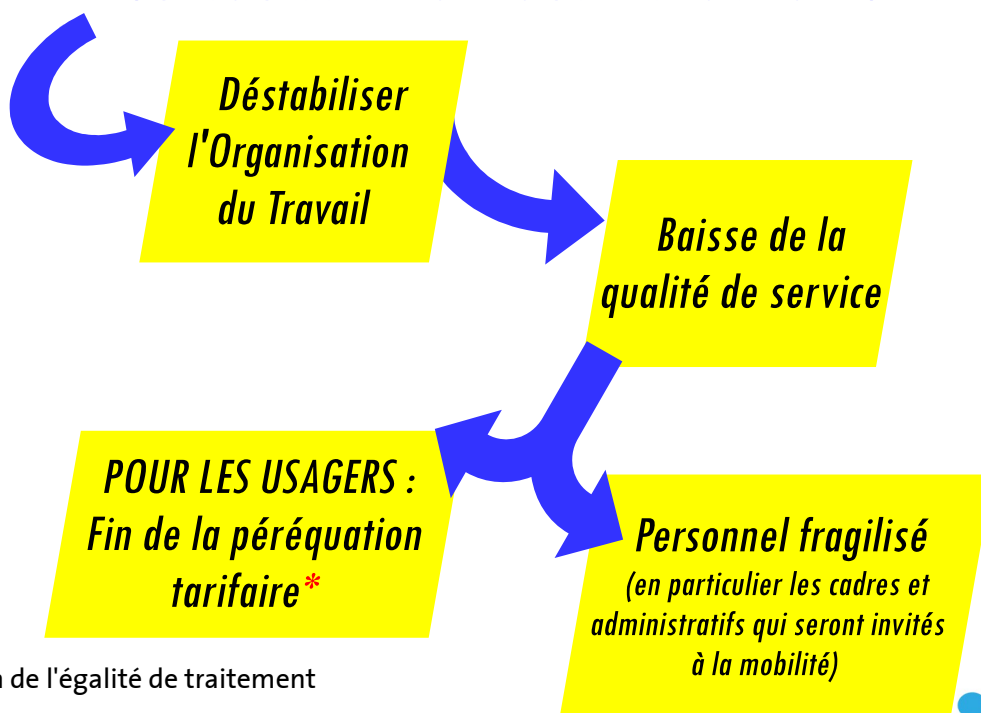 Déstabiliser
l'Organisation
du Travail
Baisse de la
qualité de service
POUR LES USAGERS :
Fin de la péréquation
tarifaire*
Personnel fragilisé
(en particulier les cadres et
administratifs qui seront invités
à la mobilité)
de l'égalité de traitement